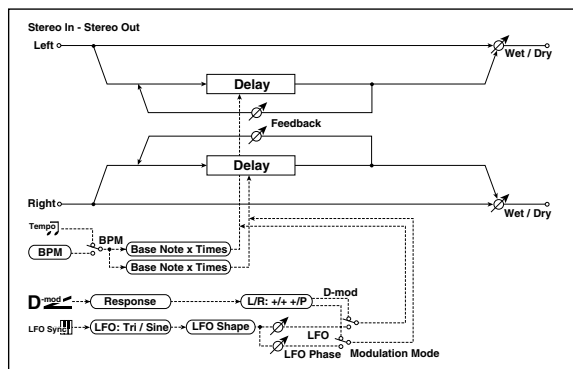 Stereo In - Stereo Out
Left
Wet / Dry
Delay
Feedback
Delay
Right
Wet / Dry
Tempo
BPM
BPM
Base Note x Times
Base Note x Times
D-mod
Response
L/R: +/+ +/P
D-mod
LFO Sync
LFO: Tri / Sine
LFO Shape
LFO
LFO Phase
Modulation Mode